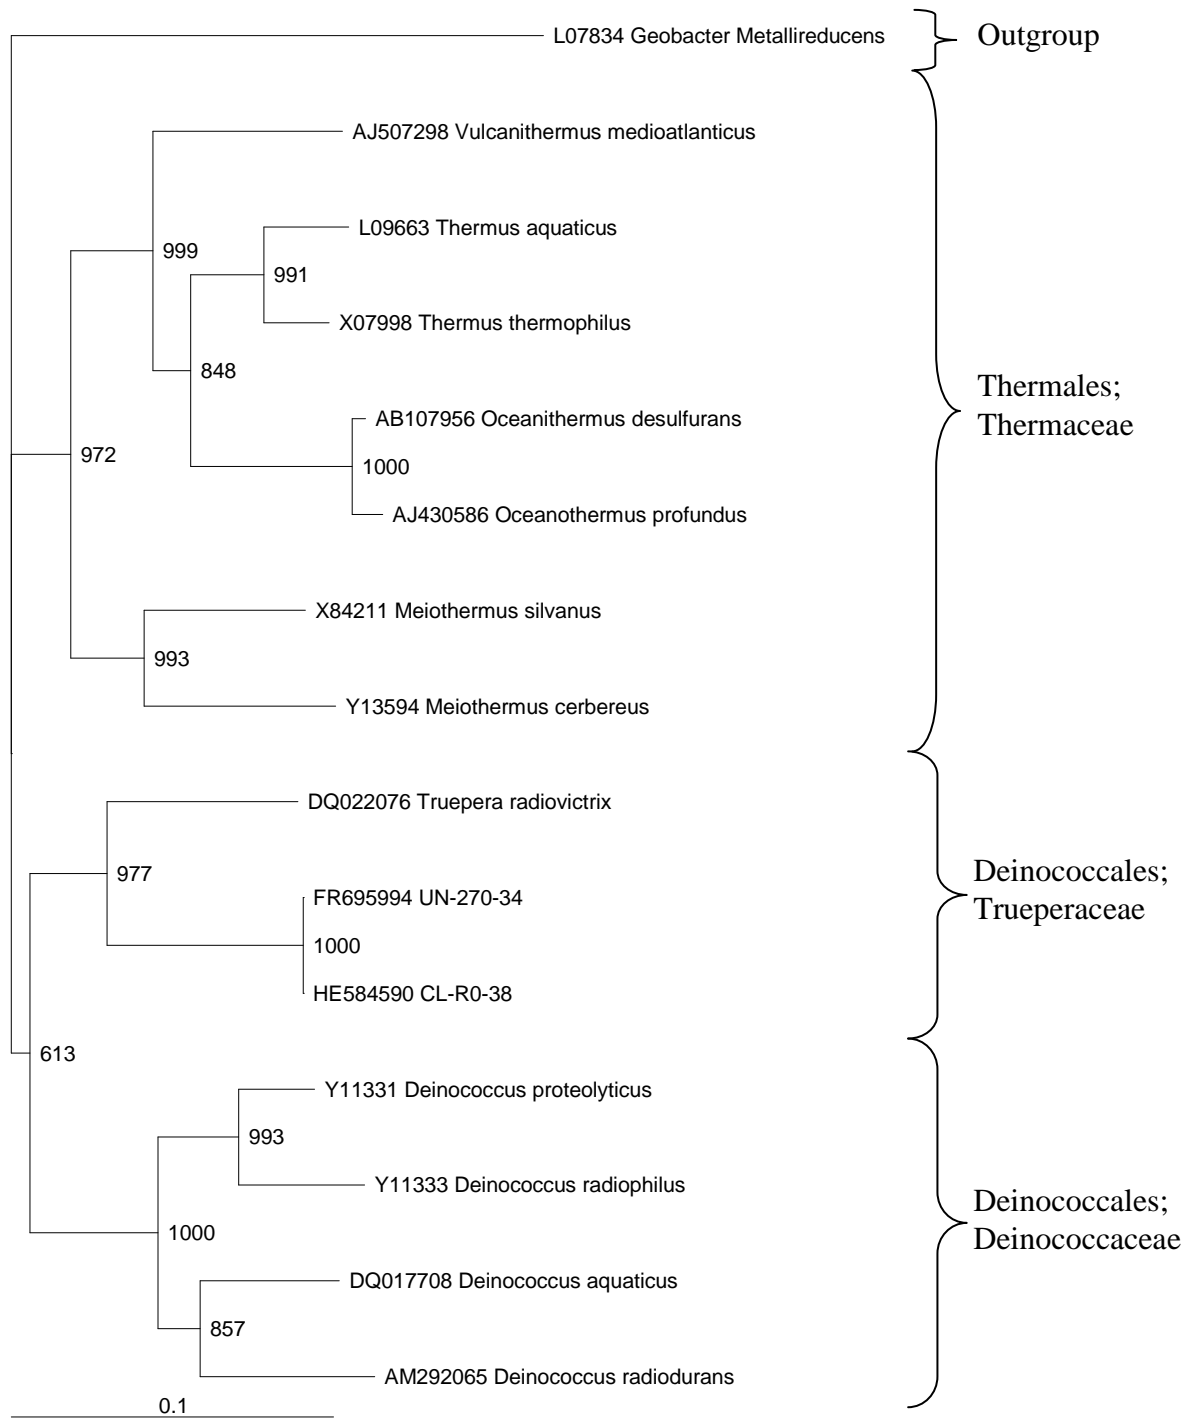 L07834 Geobacter Metallireducens
Outgroup
AJ507298 Vulcanithermus medioatlanticus
L09663 Thermus aquaticus
999
991
X07998 Thermus thermophilus
848
Thermales;
Thermaceae
AB107956 Oceanithermus desulfurans
972
1000
AJ430586 Oceanothermus profundus
X84211 Meiothermus silvanus
993
Y13594 Meiothermus cerbereus
DQ022076 Truepera radiovictrix
977
Deinococcales;
Trueperaceae
FR695994 UN-270-34
1000
HE584590 CL-R0-38
613
Y11331 Deinococcus proteolyticus
993
Y11333 Deinococcus radiophilus
Deinococcales;
Deinococcaceae
1000
DQ017708 Deinococcus aquaticus
857
AM292065 Deinococcus radiodurans
0.1